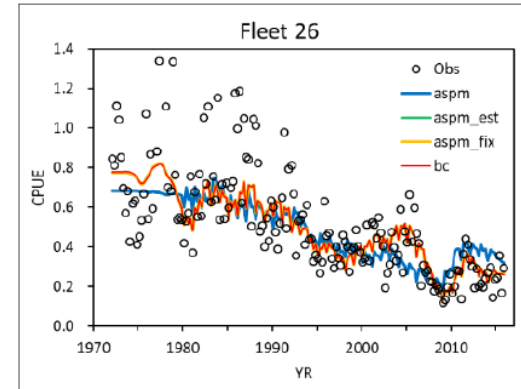 Fleet 26
1.4
1.2
1.0
0.8
0.6
0.4
0.2
0.0
CPUE
Obs
aspm
aspm_est
aspm_fix
bc
1970 1980 1990 2000 2010
YR